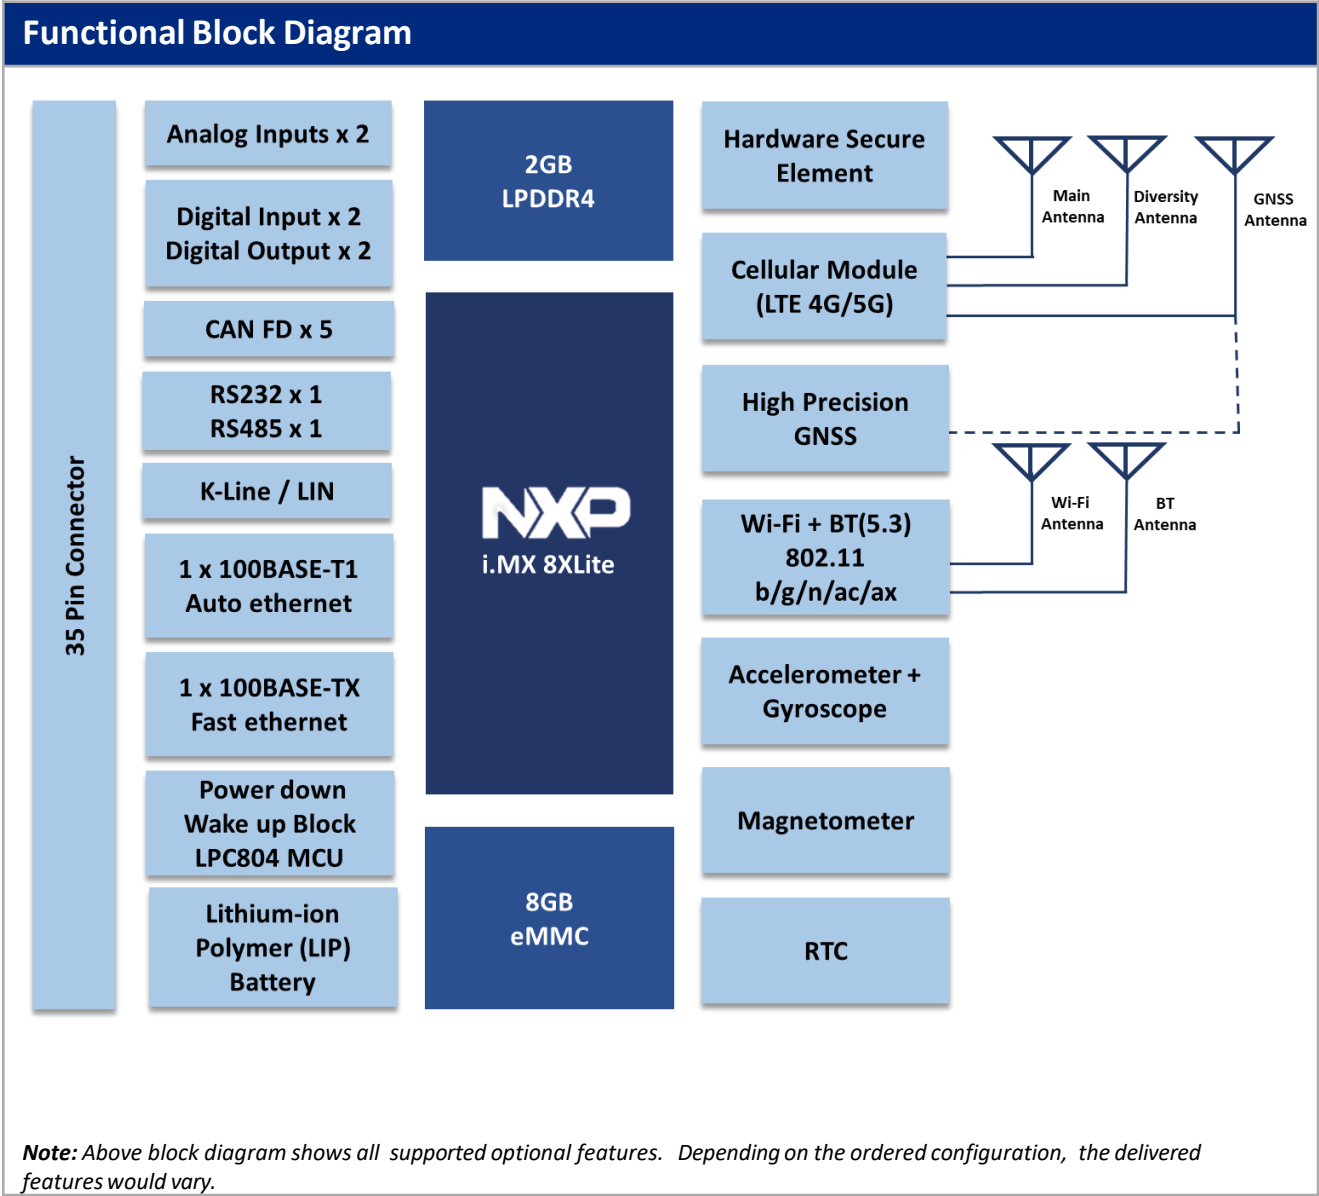 Functional Block Diagram
35 Pin Connector
Analog Inputs x 2
Digital Input x 2
Digital Output x 2
CAN FD x 5
RS232 x 1
RS485 x 1
K-Line / LIN
1 x 100BASE-T1
Auto ethernet
1 x 100BASE-TX
Fast ethernet
Power down
Wake up Block
LPC804 MCU
Lithium-ion
Polymer (LIP)
Battery
2GB
LPDDR4
NXP
i.MX 8XLite
8GB
eMMC
Hardware Secure
Element
Cellular Module
(LTE 4G/5G)
High Precision
GNSS
Wi-Fi + BT(5.3)
802.11
b/g/n/ac/ax
Accelerometer +
Gyroscope
Magnetometer
RTC
Main
Antenna
Diversity
Antenna
GNSS
Antenna
Wi-Fi
Antenna
BT
Antenna
Note: Above block diagram shows all supported optional features. Depending on the ordered configuration, the delivered
features would vary.